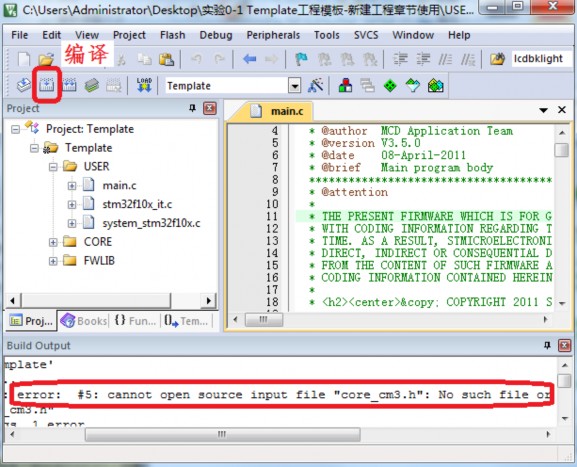 C:\Users\Administrator\Desktop\实验0-1 Template工程模板-新建工程章节使用\USE...
File Edit View Project Flash Debug Peripherals Tools SVCS Window Help
编译
lcdbklight
LOAD
Template
Project
Project: Template
Template
USER
main.c
stm32f10x_it.c
system_stm32f10x.c
CORE
FWLIB
Proj... Books {} Fun... Tem...
main.c
4 * @author MCD Application Team
5 * @version V3.5.0
6 * @date 08-April-2011
7 * @brief Main program body
8 ******************************************
9 * @attention
10 *
11 * THE PRESENT FIRMWARE WHICH IS FOR G
12 * WITH CODING INFORMATION REGARDING T
13 * TIME. AS A RESULT, STMICROELECTRONI
14 * DIRECT, INDIRECT OR CONSEQUENTIAL D
15 * FROM THE CONTENT OF SUCH FIRMWARE A
16 * CODING INFORMATION CONTAINED HEREIN
17 *
18 * <h2><center>&copy; COPYRIGHT 2011 S
Build Output
mplate'
: error: #5: cannot open source input file "core_cm3.h": No such file or
_cm3.h"
1 error